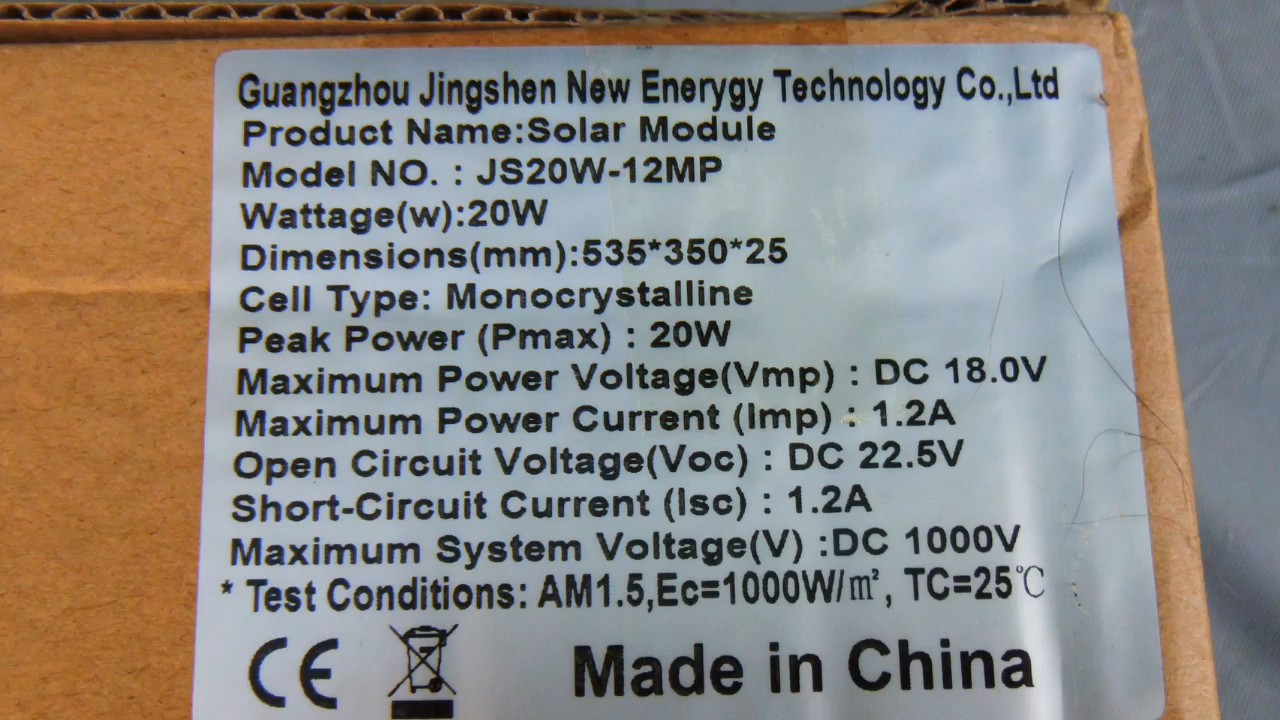 Guangzhou Jingshen New Enerygy Technology Co.,Ltd
Product Name:Solar Module
Model NO. : JS20W-12MP
Wattage(w):20W
Dimensions(mm):535*350*25
Cell Type: Monocrystalline
Peak Power (Pmax) : 20W
Maximum Power Voltage(Vmp) : DC 18.0V
Maximum Power Current (Imp) : 1.2A
Open Circuit Voltage(Voc) : DC 22.5V
Short-Circuit Current (Isc) : 1.2A
Maximum System Voltage(V) :DC 1000V
* Test Conditions: AM1.5,Ec=1000W/㎡, TC=25℃
CE Made in China